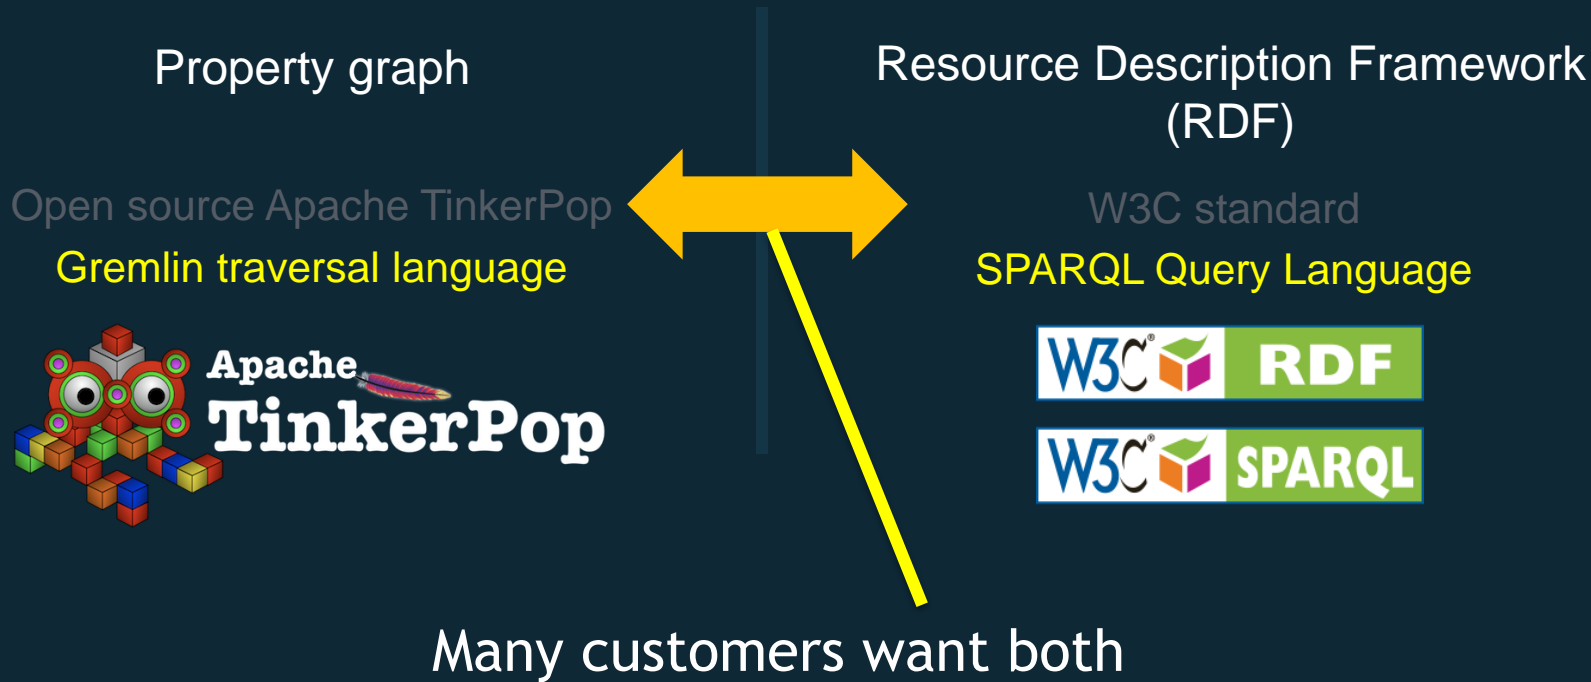 Property graph
Open source Apache TinkerPop
Gremlin traversal language
Apache
TinkerPop
Resource Description Framework
(RDF)
W3C standard
SPARQL Query Language
W3C® RDF
W3C® SPARQL
Many customers want both